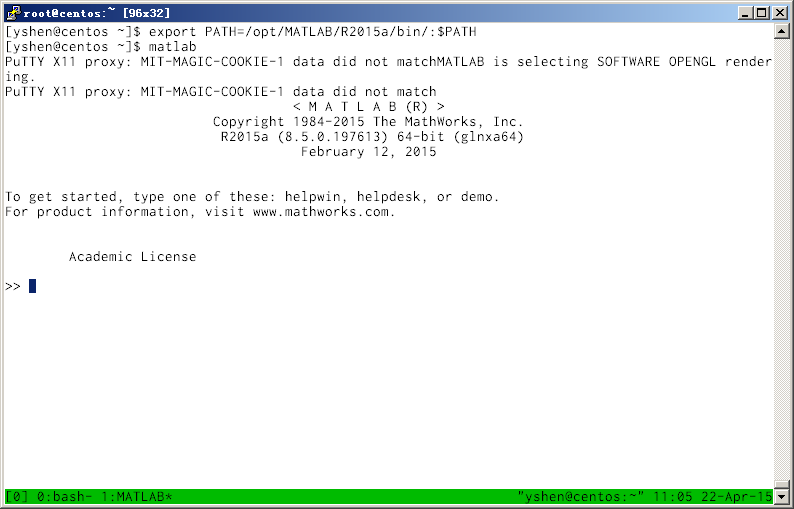 root@centos:~ [96x32]
[yshen@centos ~]$ export PATH=/opt/MATLAB/R2015a/bin/:$PATH
[yshen@centos ~]$ matlab
PuTTY X11 proxy: MIT-MAGIC-COOKIE-1 data did not matchMATLAB is selecting SOFTWARE OPENGL render
ing.
PuTTY X11 proxy: MIT-MAGIC-COOKIE-1 data did not match
< M A T L A B (R) >
Copyright 1984-2015 The MathWorks, Inc.
R2015a (8.5.0.197613) 64-bit (glnxa64)
February 12, 2015
To get started, type one of these: helpwin, helpdesk, or demo.
For product information, visit www.mathworks.com.
Academic License
>>
[0] 0:bash- 1:MATLAB* "yshen@centos:~" 11:05 22-Apr-15